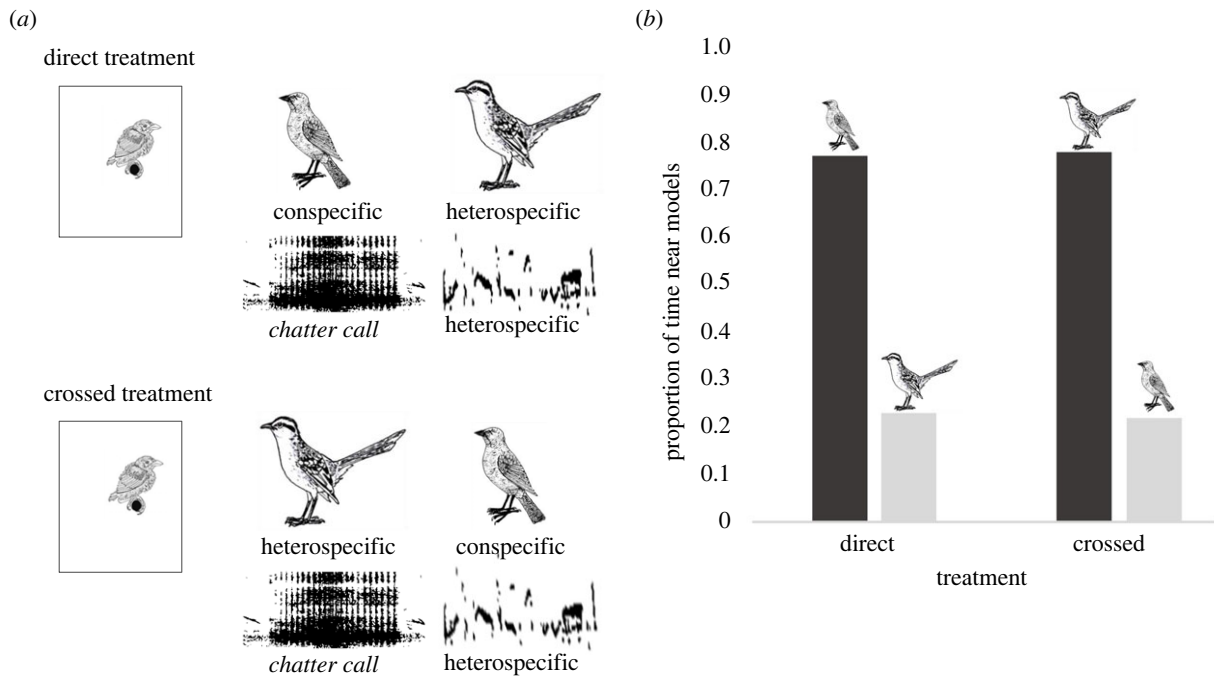 (a)
direct treatment
conspecific
heterospecific
chatter call
heterospecific
crossed treatment
heterospecific
conspecific
chatter call
heterospecific
(b)
proportion of time near models
1.0
0.9
0.8
0.7
0.6
0.5
0.4
0.3
0.2
0.1
0
direct
crossed
treatment